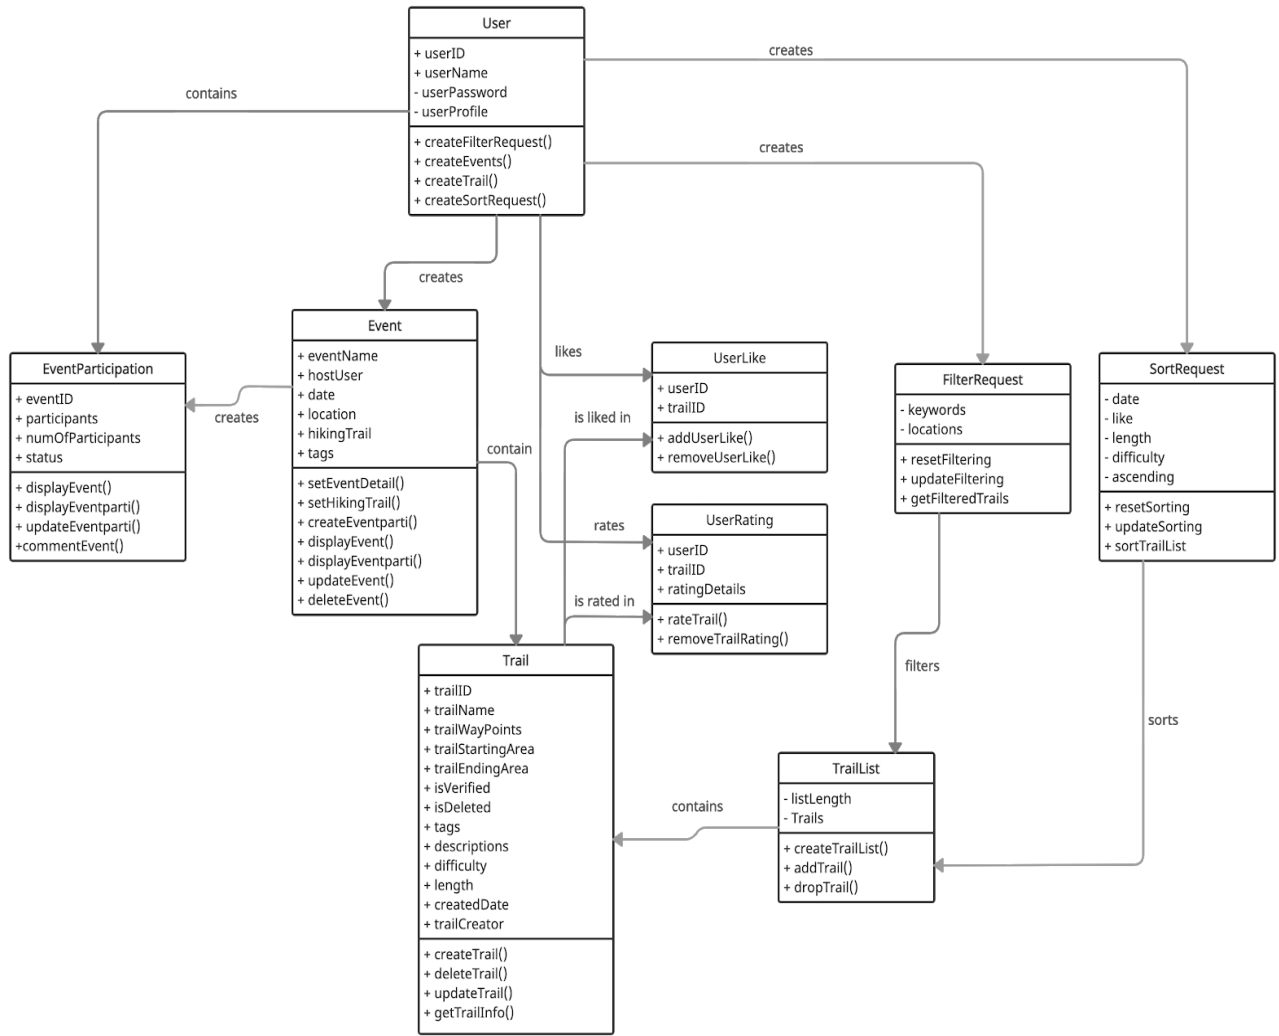 User
+ userID
+ userName
- userPassword
- userProfile
+ createFilterRequest()
+ createEvents()
+ createTrail()
+ createSortRequest()
creates
contains
creates
creates
Event
+ eventName
+ hostUser
+ date
+ location
+ hikingTrail
+ tags
+ setEventDetail()
+ setHikingTrail()
+ createEventparti()
+ displayEvent()
+ displayEventparti()
+ updateEvent()
+ deleteEvent()
EventParticipation
+ eventID
+ participants
+ numOfParticipants
+ status
+ displayEvent()
+ displayEventparti()
+ updateEventparti()
+commentEvent()
creates
contain
likes
is liked in
rates
is rated in
UserLike
+ userID
+ trailID
+ addUserLike()
+ removeUserLike()
UserRating
+ userID
+ trailID
+ ratingDetails
+ rateTrail()
+ removeTrailRating()
FilterRequest
- keywords
- locations
+ resetFiltering
+ updateFiltering
+ getFilteredTrails
SortRequest
- date
- like
- length
- difficulty
- ascending
+ resetSorting
+ updateSorting
+ sortTrailList
filters
sorts
Trail
+ trailID
+ trailName
+ trailWayPoints
+ trailStartingArea
+ trailEndingArea
+ isVerified
+ isDeleted
+ tags
+ descriptions
+ difficulty
+ length
+ createdDate
+ trailCreator
+ createTrail()
+ deleteTrail()
+ updateTrail()
+ getTrailInfo()
contains
TrailList
- listLength
- Trails
+ createTrailList()
+ addTrail()
+ dropTrail()